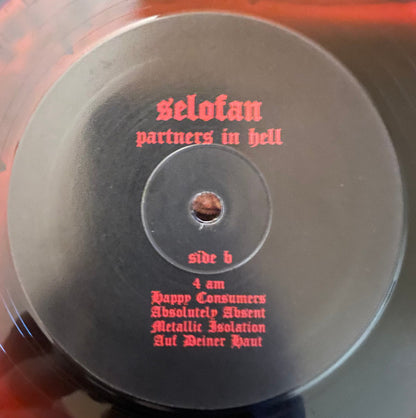 selofan
partners in hell
side b
4 am
Happy Consumers
Absolutely Absent
Metallic Isolation
Auf Deiner Haut